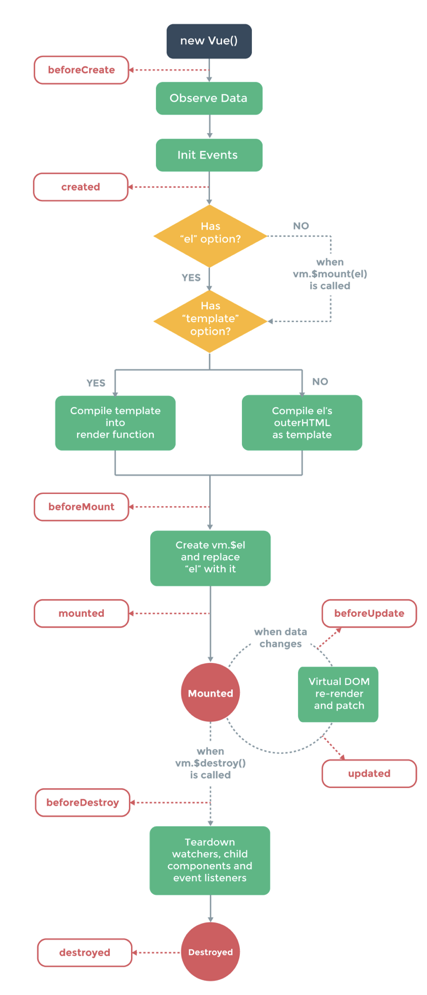 new Vue()
beforeCreate
Observe Data
Init Events
created
Has
"el" option?
NO
when
vm.$mount(el)
is called
YES
Has
"template"
option?
YES
NO
Compile template
into
render function
Compile el's
outerHTML
as template
beforeMount
Create vm.$el
and replace
"el" with it
mounted
beforeUpdate
when data
changes
Mounted
Virtual DOM
re-render
and patch
when
vm.$destroy()
is called
updated
beforeDestroy
Teardown
watchers, child
components and
event listeners
destroyed
Destroyed